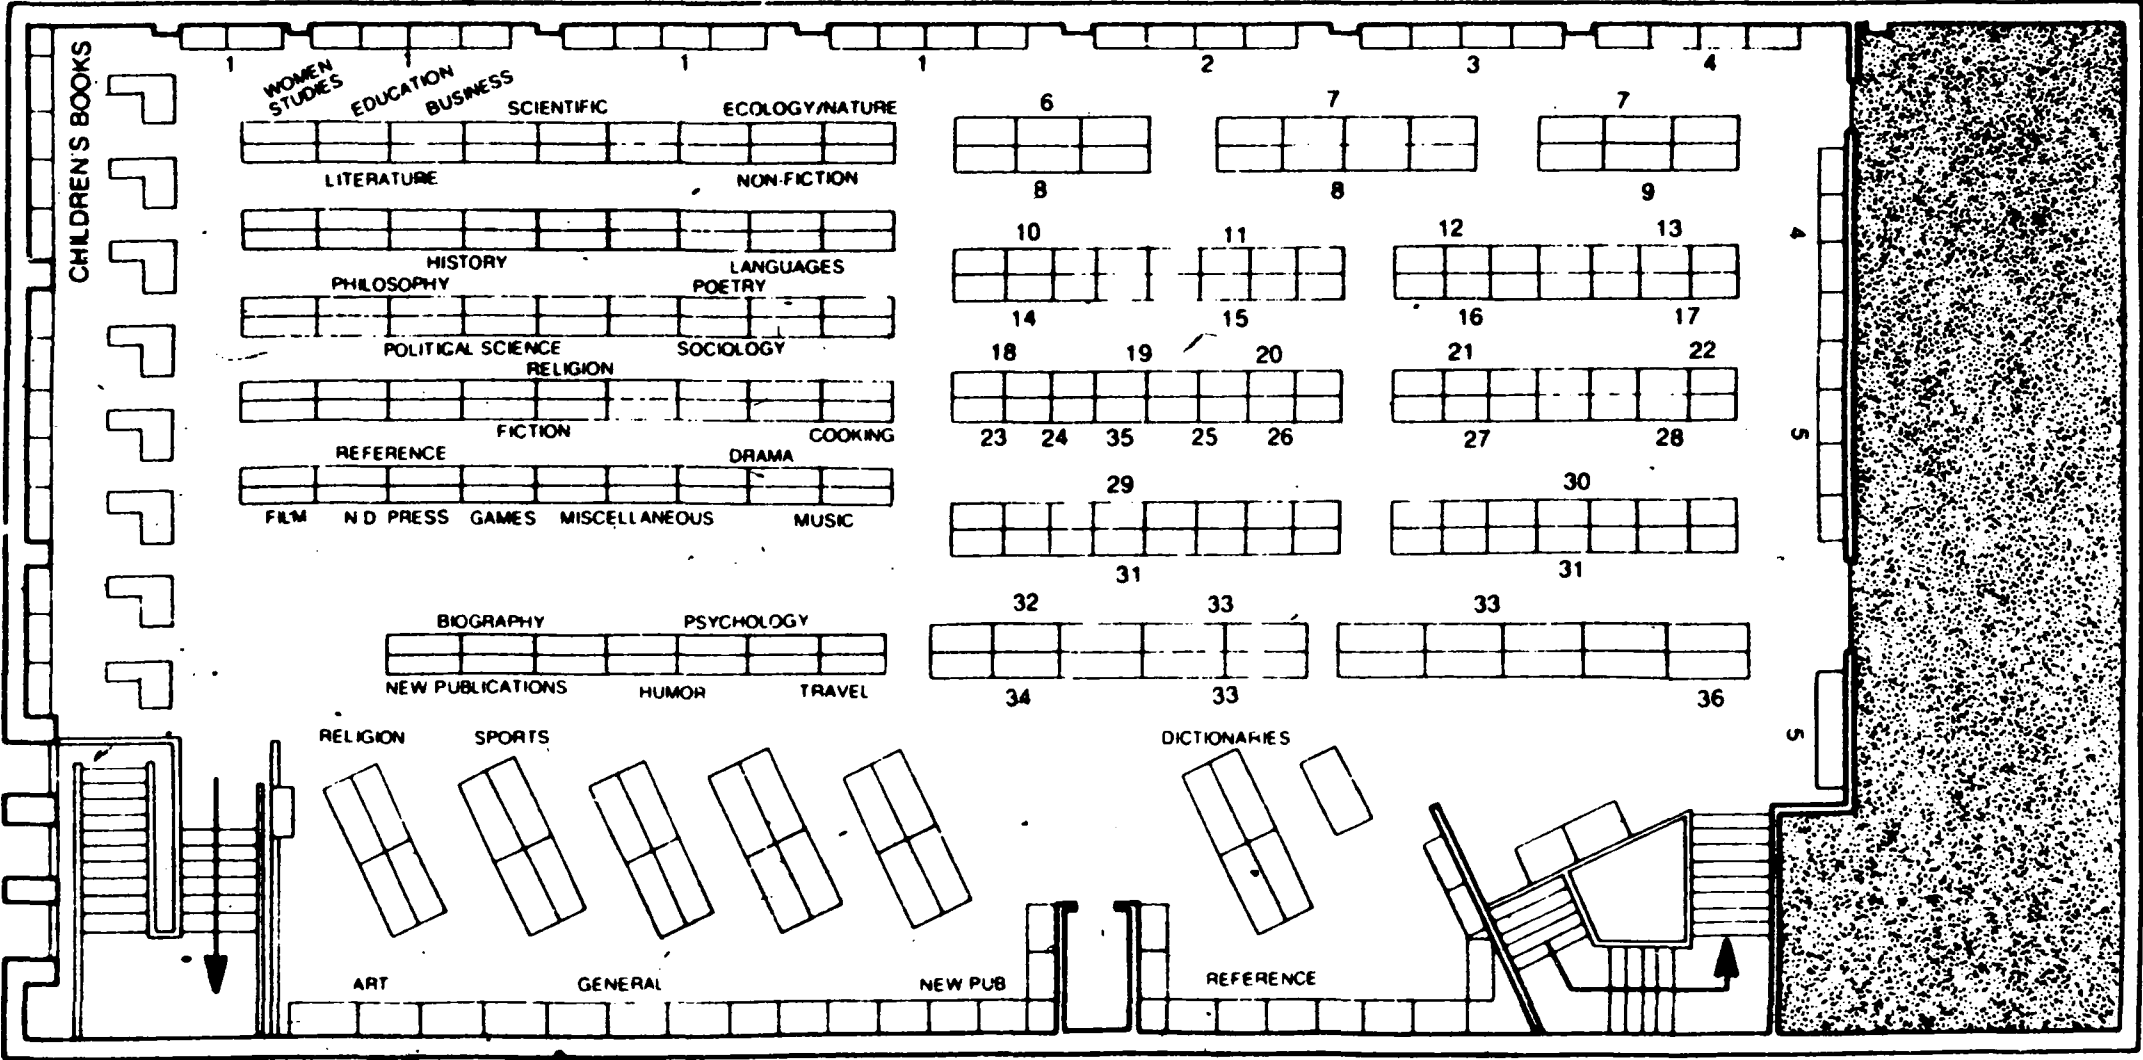 CHILDREN'S BOOKS
1 1 1 1 2 3 4
WOMEN STUDIES
EDUCATION
BUSINESS
SCIENTIFIC
ECOLOGY/NATURE
6 7 7
LITERATURE
NON-FICTION
8 8 9
10 11 12 13
4
HISTORY
LANGUAGES
PHILOSOPHY
POETRY
14 15 16 17
POLITICAL SCIENCE
SOCIOLOGY
18 19 20 21 22
RELIGION
FICTION
COOKING
23 24 35 25 26 27 28
5
REFERENCE
DRAMA
29 30
FILM
N D PRESS
GAMES
MISCELLANEOUS
MUSIC
31 31
32 33 33
BIOGRAPHY
PSYCHOLOGY
NEW PUBLICATIONS
HUMOR
TRAVEL
34 33 36
RELIGION
SPORTS
DICTIONARIES
5
ART
GENERAL
NEW PUB
REFERENCE